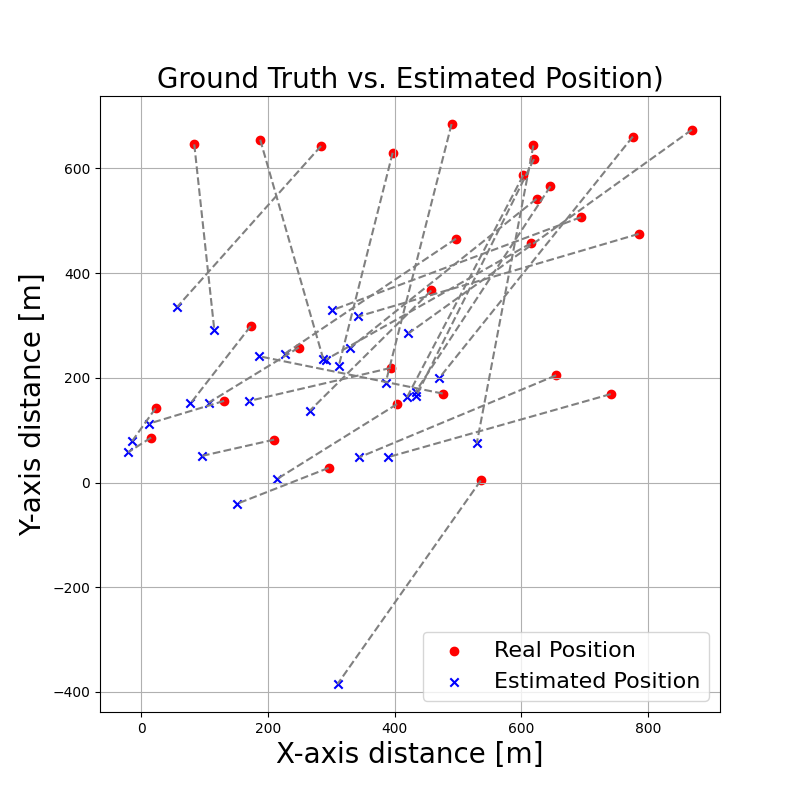 Ground Truth vs. Estimated Position)
Y-axis distance [m]
600
400
200
0
−200
−400
0 200 400 600 800
X-axis distance [m]
Real Position
Estimated Position